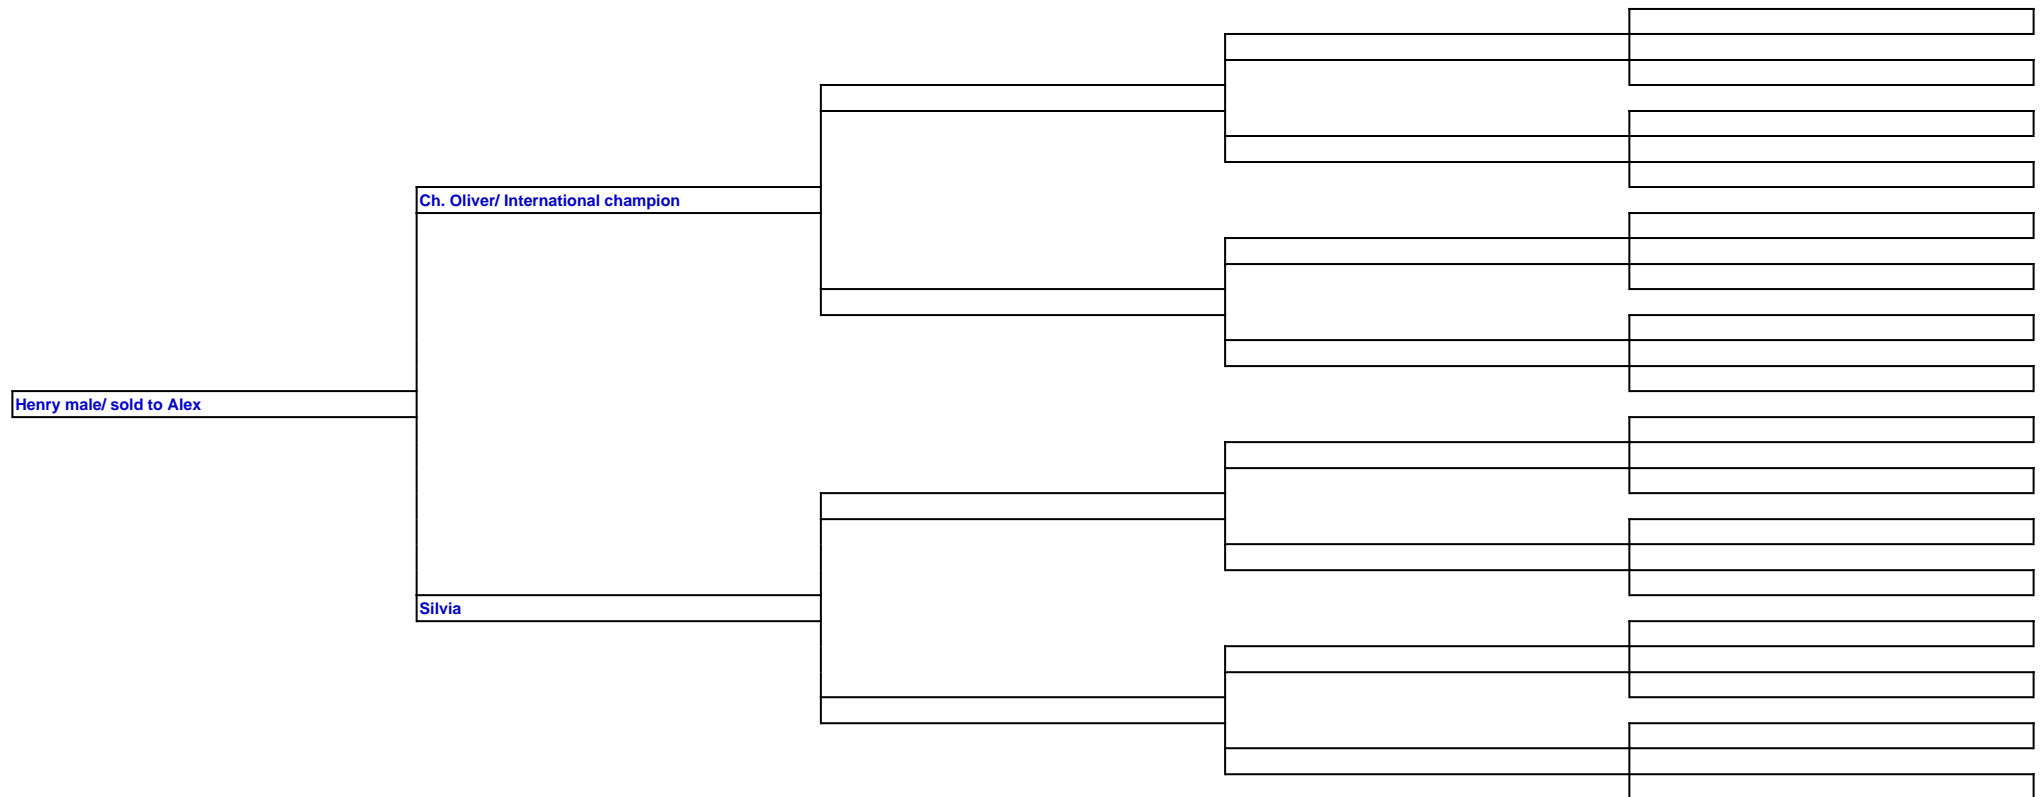 Ch. Oliver/ International champion
Henry male/ sold to Alex
Silvia